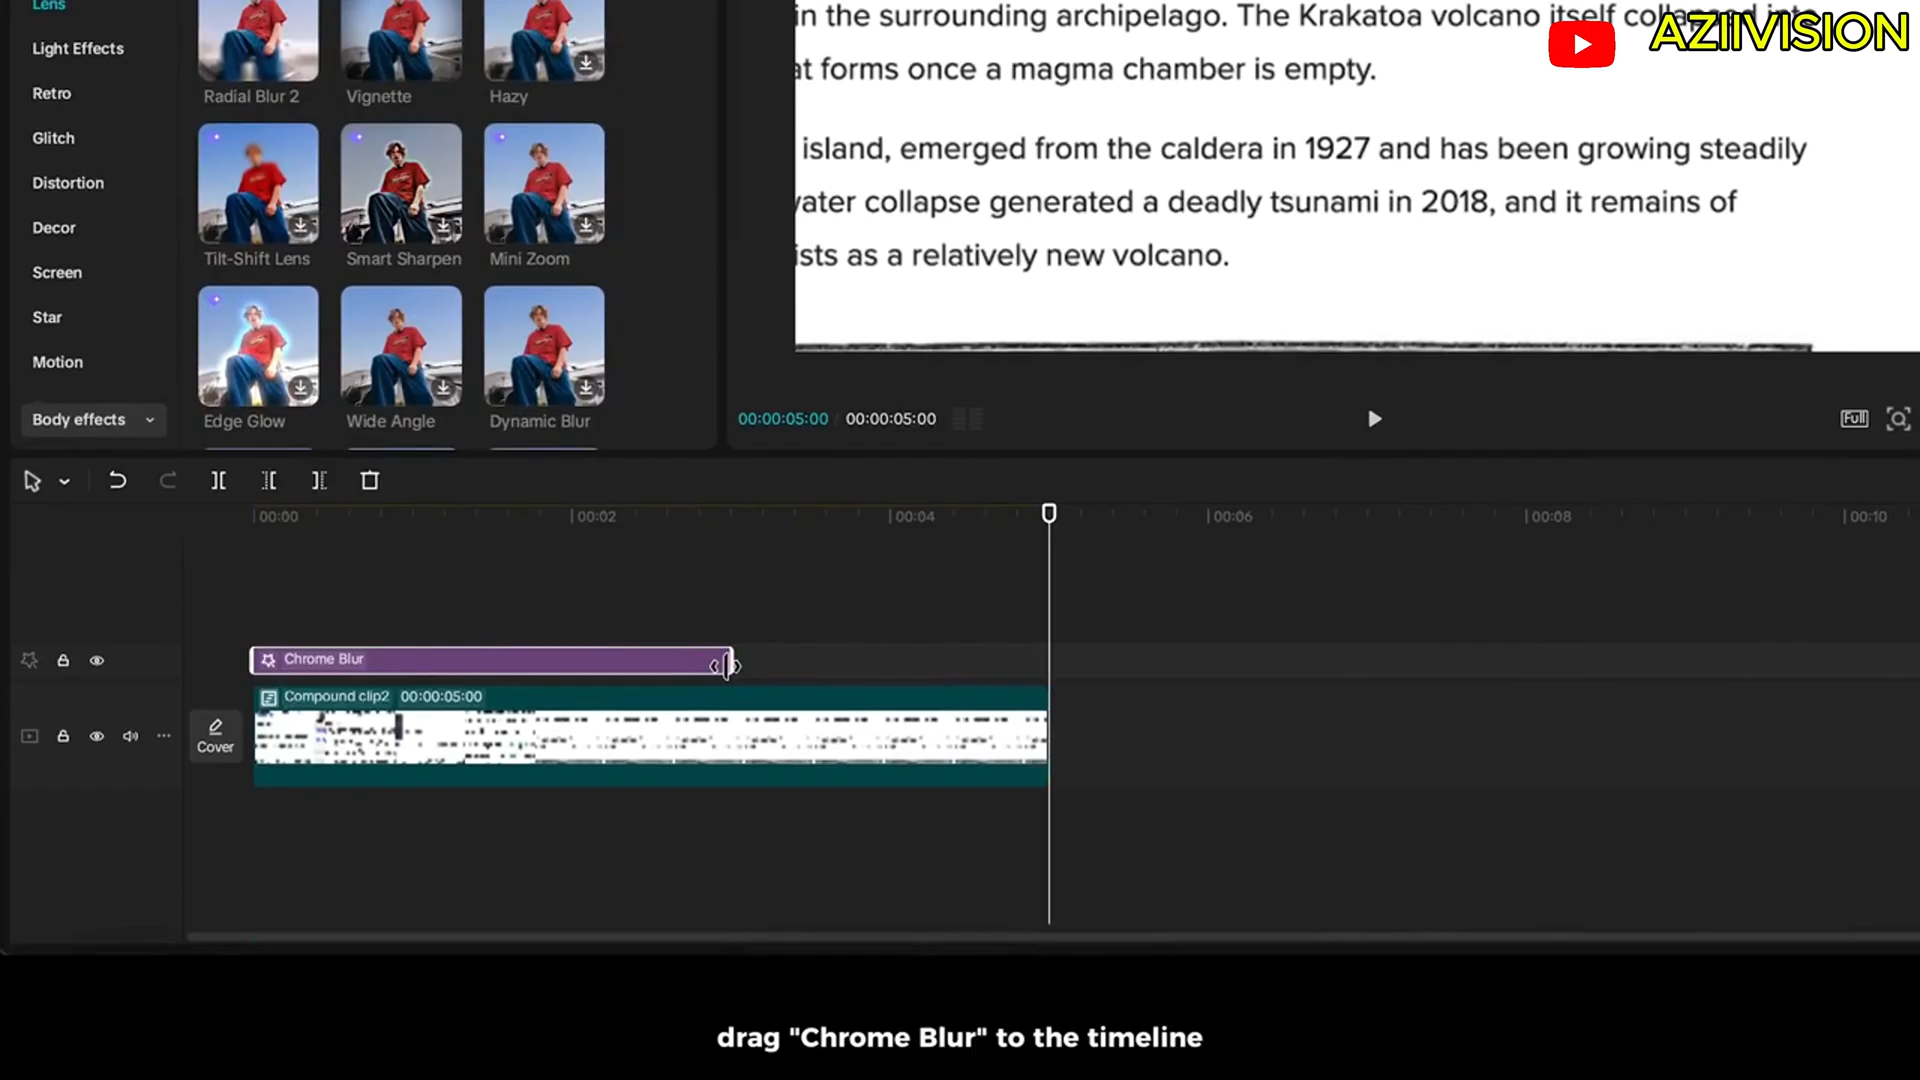 Lens
Light Effects
Retro
Glitch
Distortion
Decor
Screen
Star
Motion
Body effects
Radial Blur 2
Vignette
Hazy
Tilt-Shift Lens
Smart Sharpen
Mini Zoom
Edge Glow
Wide Angle
Dynamic Blur
in the surrounding archipelago. The Krakatoa volcano itself collapsed into
at forms once a magma chamber is empty.
island, emerged from the caldera in 1927 and has been growing steadily
water collapse generated a deadly tsunami in 2018, and it remains of
ists as a relatively new volcano.
AZIIVISION
00:00:05:00 / 00:00:05:00
Full
00:00
00:02
00:04
00:06
00:08
00:10
Chrome Blur
Compound clip2 00:00:05:00
Cover
drag "Chrome Blur" to the timeline